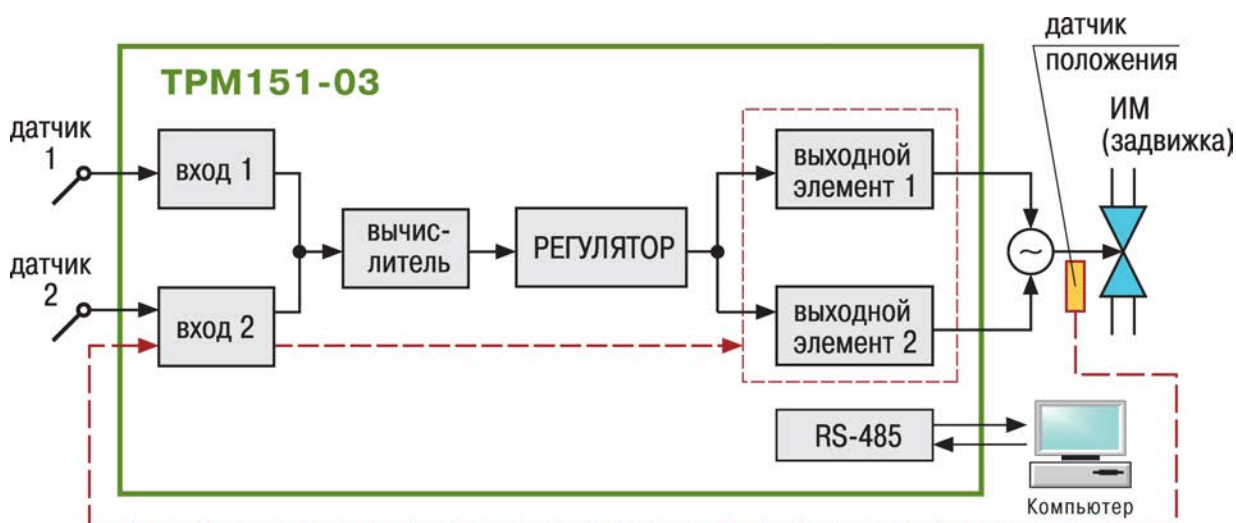 датчик
положения
ТРМ151-03
ИМ
(задвижка)
датчик
1
вход 1
выходной
элемент 1
вычис-
литель
РЕГУЛЯТОР
~
датчик
2
вход 2
выходной
элемент 2
RS-485
Компьютер